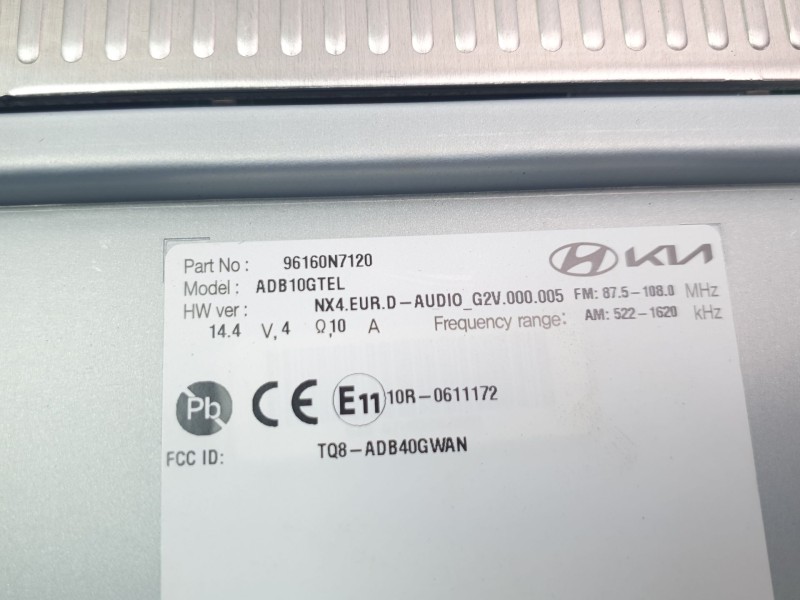 Part No : 96160N7120
KIA
Model : ADB10GTEL
HW ver : NX4.EUR.D-AUDIO_G2V.000.005 FM: 87.5-108.0 MHz
14.4 V, 4 Ω,10 A Frequency range: AM: 522-1620 kHz
Pb CE E11 10R-0611172
FCC ID: TQ8-ADB40GWAN